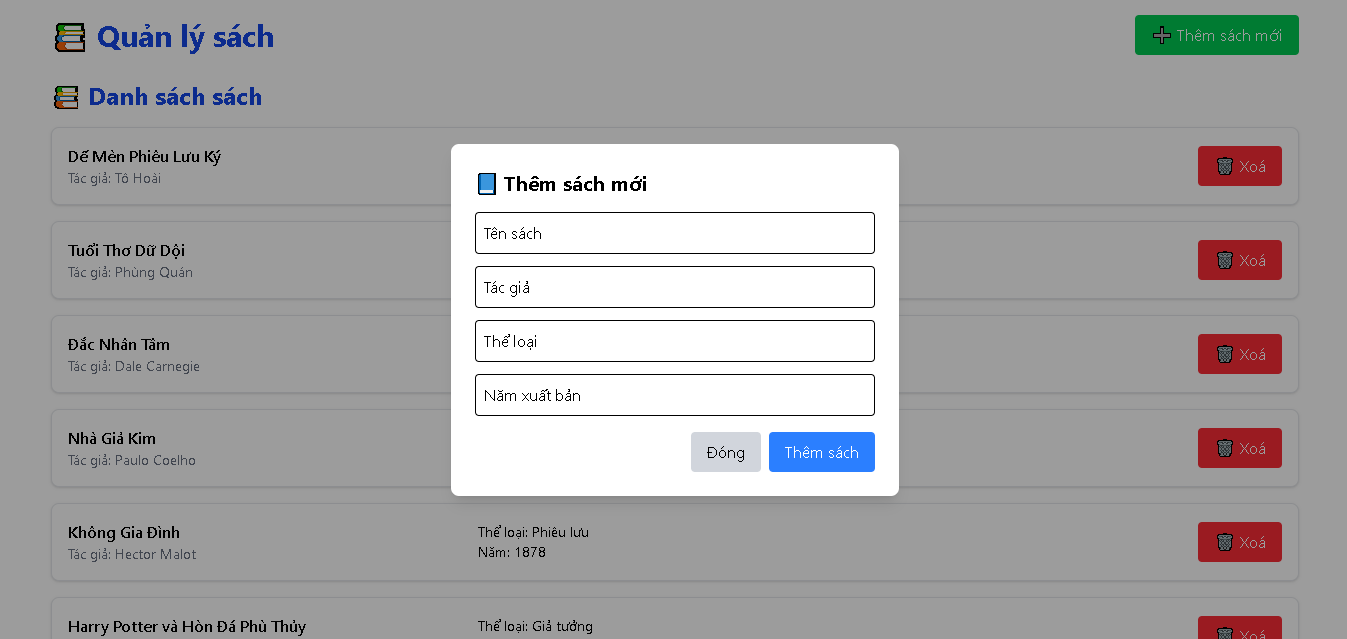 Quản lý sách
Thêm sách mới
Danh sách sách
Dế Mèn Phiêu Lưu Ký
Tác giả: Tô Hoài
Xoá
Tuổi Thơ Dữ Dội
Tác giả: Phùng Quán
Xoá
Đắc Nhân Tâm
Tác giả: Dale Carnegie
Xoá
Nhà Giả Kim
Tác giả: Paulo Coelho
Xoá
Không Gia Đình
Tác giả: Hector Malot
Thể loại: Phiêu lưu
Năm: 1878
Xoá
Harry Potter và Hòn Đá Phù Thủy
Thể loại: Giả tưởng
Xoá
Thêm sách mới
Tên sách
Tác giả
Thể loại
Năm xuất bản
Đóng
Thêm sách